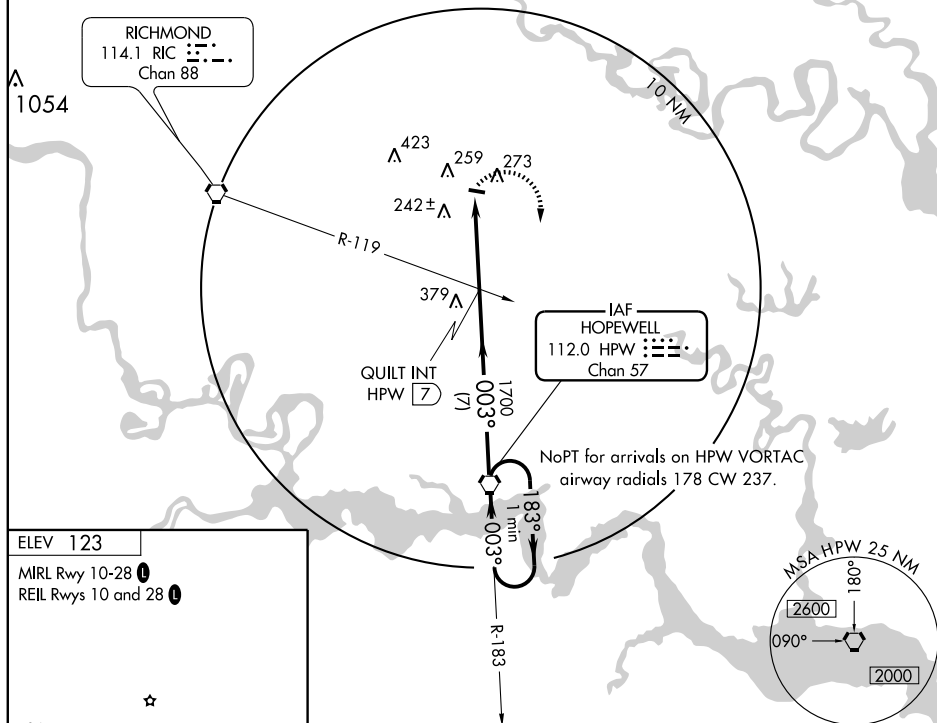 RICHMOND
114.1 RIC
Chan 88
1054
10 NM
423
259
273
242±
R-119
379
IAF
HOPEWELL
112.0 HPW
Chan 57
QUILT INT
HPW 7
1700
003°
(7)
NoPT for arrivals on HPW VORTAC
airway radials 178 CW 237.
183°
1 min
003°
R-183
ELEV 123
MIRL Rwy 10-28 L
REIL Rwys 10 and 28 L
MSA HPW 25 NM
180°
2600
090°
2000